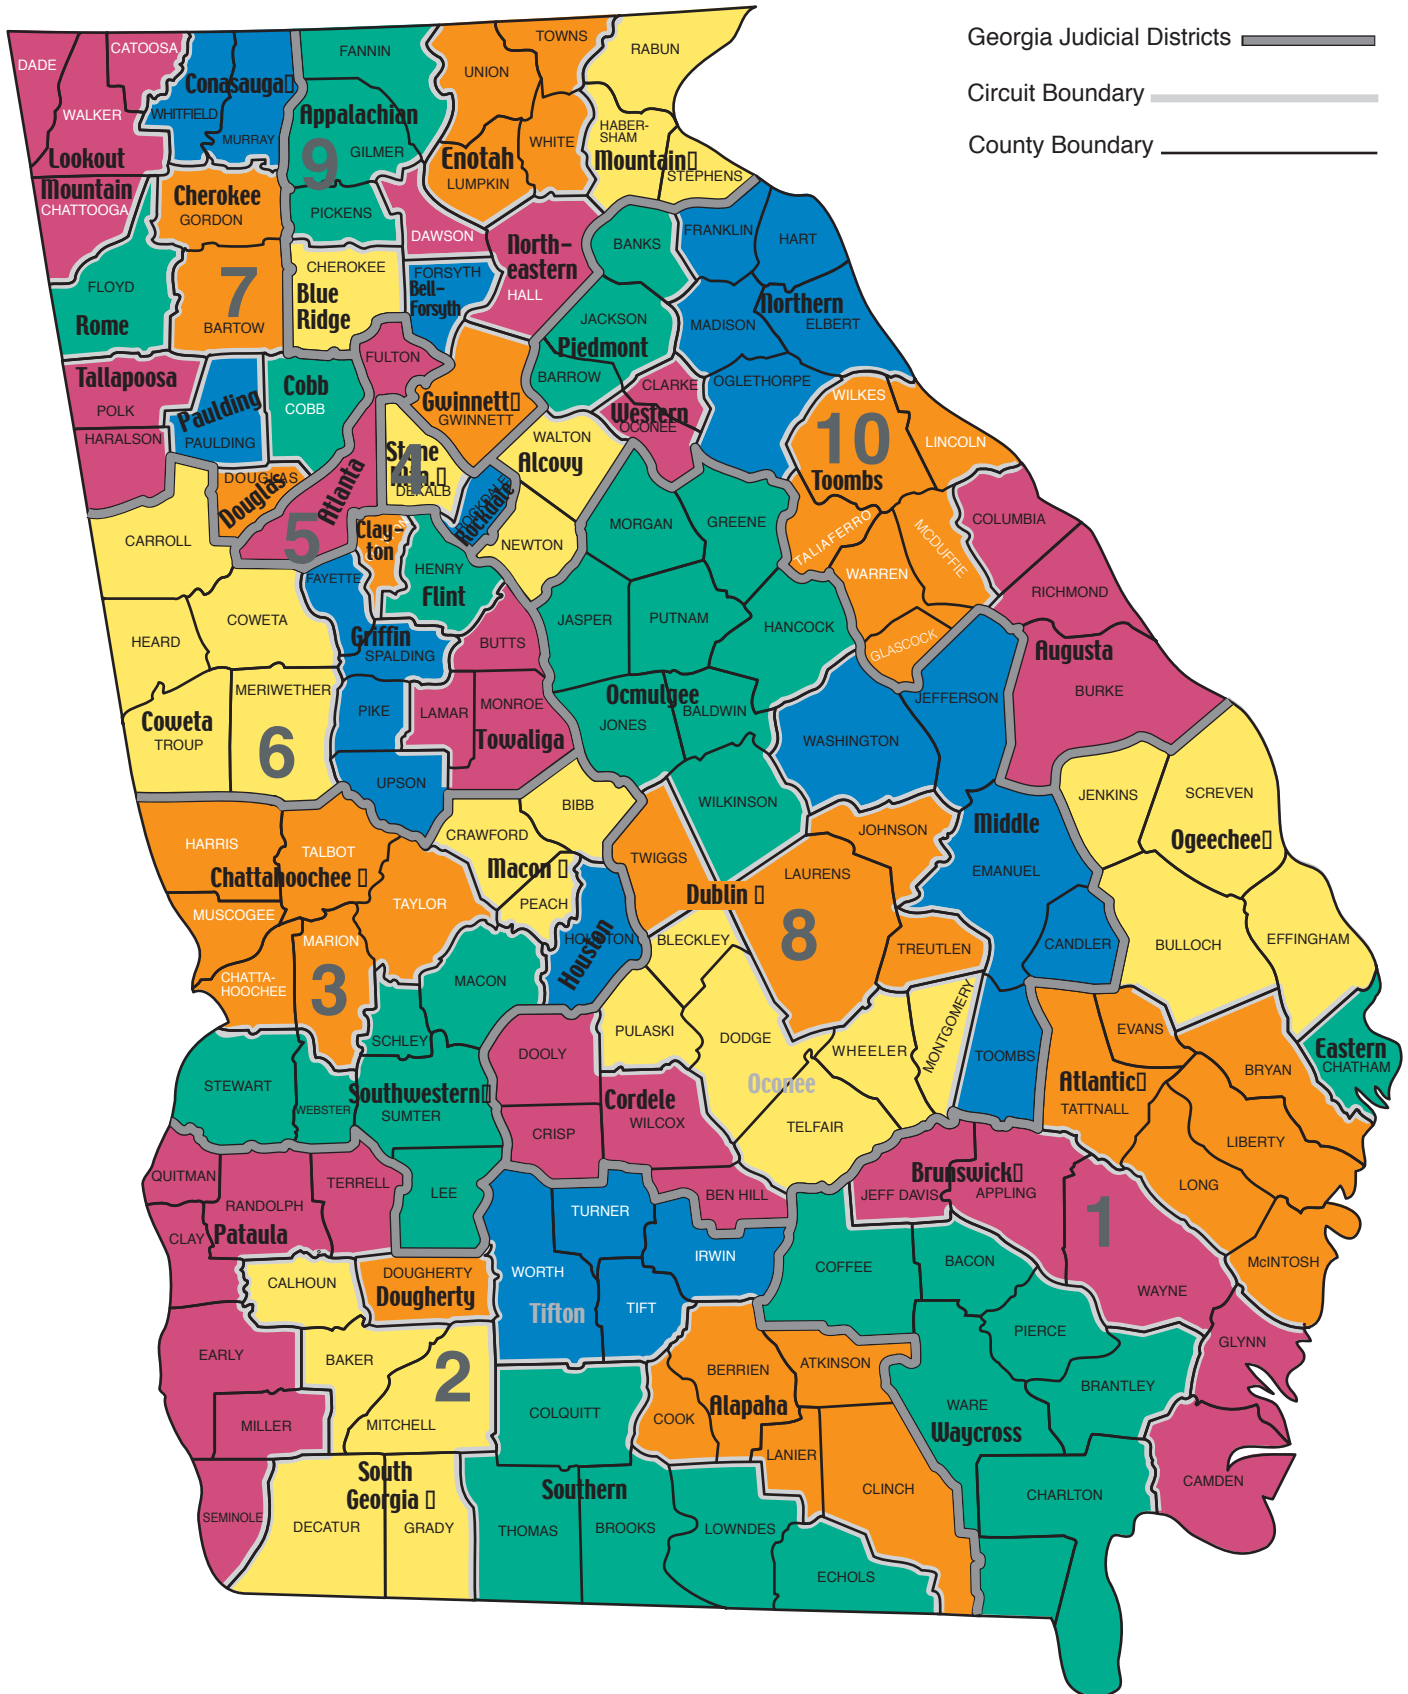 Georgia Judicial Districts
Circuit Boundary
County Boundary
DADE
CATOOSA
WALKER
Lookout
Mountain
CHATTOOGA
Conasauga
WHITFIELD
MURRAY
FANNIN
Appalachian
9
GILMER
PICKENS
UNION
TOWNS
Enotah
WHITE
LUMPKIN
RABUN
HABER-
SHAM
Mountain
STEPHENS
Cherokee
GORDON
7
BARTOW
FLOYD
Rome
CHEROKEE
Blue
Ridge
DAWSON
North-
eastern
HALL
FORSYTH
Bell-
Forsyth
BANKS
JACKSON
Piedmont
BARROW
FRANKLIN
HART
MADISON
Northern
ELBERT
OGLETHORPE
CLARKE
Western
OCONEE
Tallapoosa
POLK
HARALSON
Paulding
PAULDING
Cobb
COBB
FULTON
Atlanta
5
Gwinnett
GWINNETT
Stone
Mtn.
4
DEKALB
WALTON
Alcovy
NEWTON
ROCKDALE
Rockdale
DOUGLAS
Douglas
WILKES
10
LINCOLN
Toombs
TALIAFERRO
WARREN
MCDUFFIE
GLASCOCK
COLUMBIA
RICHMOND
Augusta
BURKE
CARROLL
HEARD
COWETA
MERIWETHER
Coweta
TROUP
6
Clay-
ton
HENRY
Flint
FAYETTE
Griffin
SPALDING
PIKE
UPSON
BUTTS
LAMAR
MONROE
Towaliga
MORGAN
GREENE
JASPER
PUTNAM
HANCOCK
Ocmulgee
JONES
BALDWIN
WILKINSON
WASHINGTON
JEFFERSON
Middle
EMANUEL
CANDLER
TOOMBS
JENKINS
SCREVEN
Ogeechee
BULLOCH
EFFINGHAM
HARRIS
TALBOT
Chattahoochee
MUSCOGEE
TAYLOR
MARION
CHATTA-
HOOCHEE
3
CRAWFORD
BIBB
Macon
PEACH
HOUSTON
Houston
TWIGGS
Dublin
JOHNSON
LAURENS
8
TREUTLEN
BLECKLEY
PULASKI
DODGE
WHEELER
MONTGOMERY
Oconee
TELFAIR
MACON
SCHLEY
STEWART
WEBSTER
Southwestern
SUMTER
LEE
DOOLY
Cordele
WILCOX
CRISP
BEN HILL
EVANS
BRYAN
Atlantic
TATTNALL
LIBERTY
LONG
McINTOSH
Eastern
CHATHAM
QUITMAN
RANDOLPH
TERRELL
CLAY
Pataula
EARLY
MILLER
SEMINOLE
CALHOUN
DOUGHERTY
Dougherty
BAKER
2
MITCHELL
South
Georgia
DECATUR
GRADY
TURNER
WORTH
Tifton
TIFT
IRWIN
Brunswick
JEFF DAVIS
APPLING
1
WAYNE
GLYNN
CAMDEN
COFFEE
BACON
PIERCE
BRANTLEY
WARE
Waycross
CHARLTON
BERRIEN
ATKINSON
COOK
Alapaha
LANIER
CLINCH
COLQUITT
Southern
THOMAS
BROOKS
LOWNDES
ECHOLS